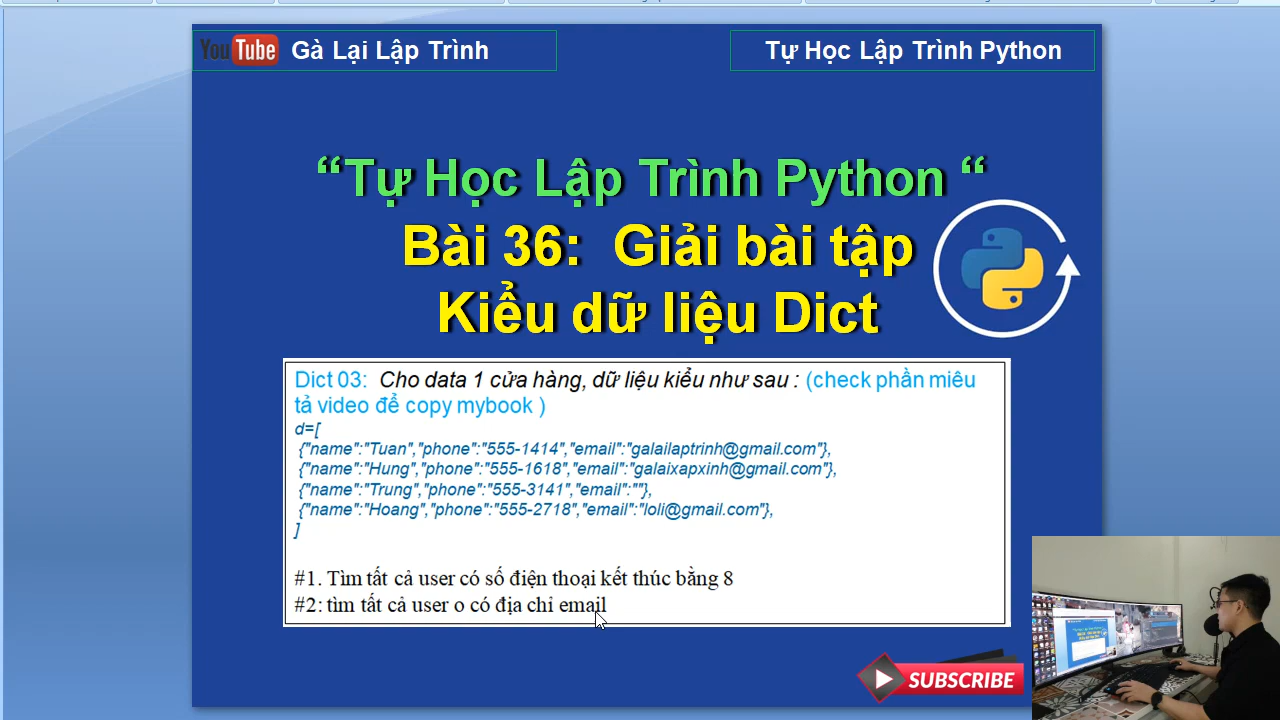 YouTube Gà Lại Lập Trình
Tự Học Lập Trình Python
“Tự Học Lập Trình Python “
Bài 36: Giải bài tập
Kiểu dữ liệu Dict
Dict 03: Cho data 1 cửa hàng, dữ liệu kiểu như sau : (check phần miêu
tả video để copy mybook )
d=[
{"name":"Tuan","phone":"555-1414","email":"galailaptrinh@gmail.com"},
{"name":"Hung","phone":"555-1618","email":"galaixapxinh@gmail.com"},
{"name":"Trung","phone":"555-3141","email":""},
{"name":"Hoang","phone":"555-2718","email":"loli@gmail.com"},
]
#1. Tìm tất cả user có số điện thoại kết thúc bằng 8
#2: tìm tất cả user o có địa chỉ email
SUBSCRIBE